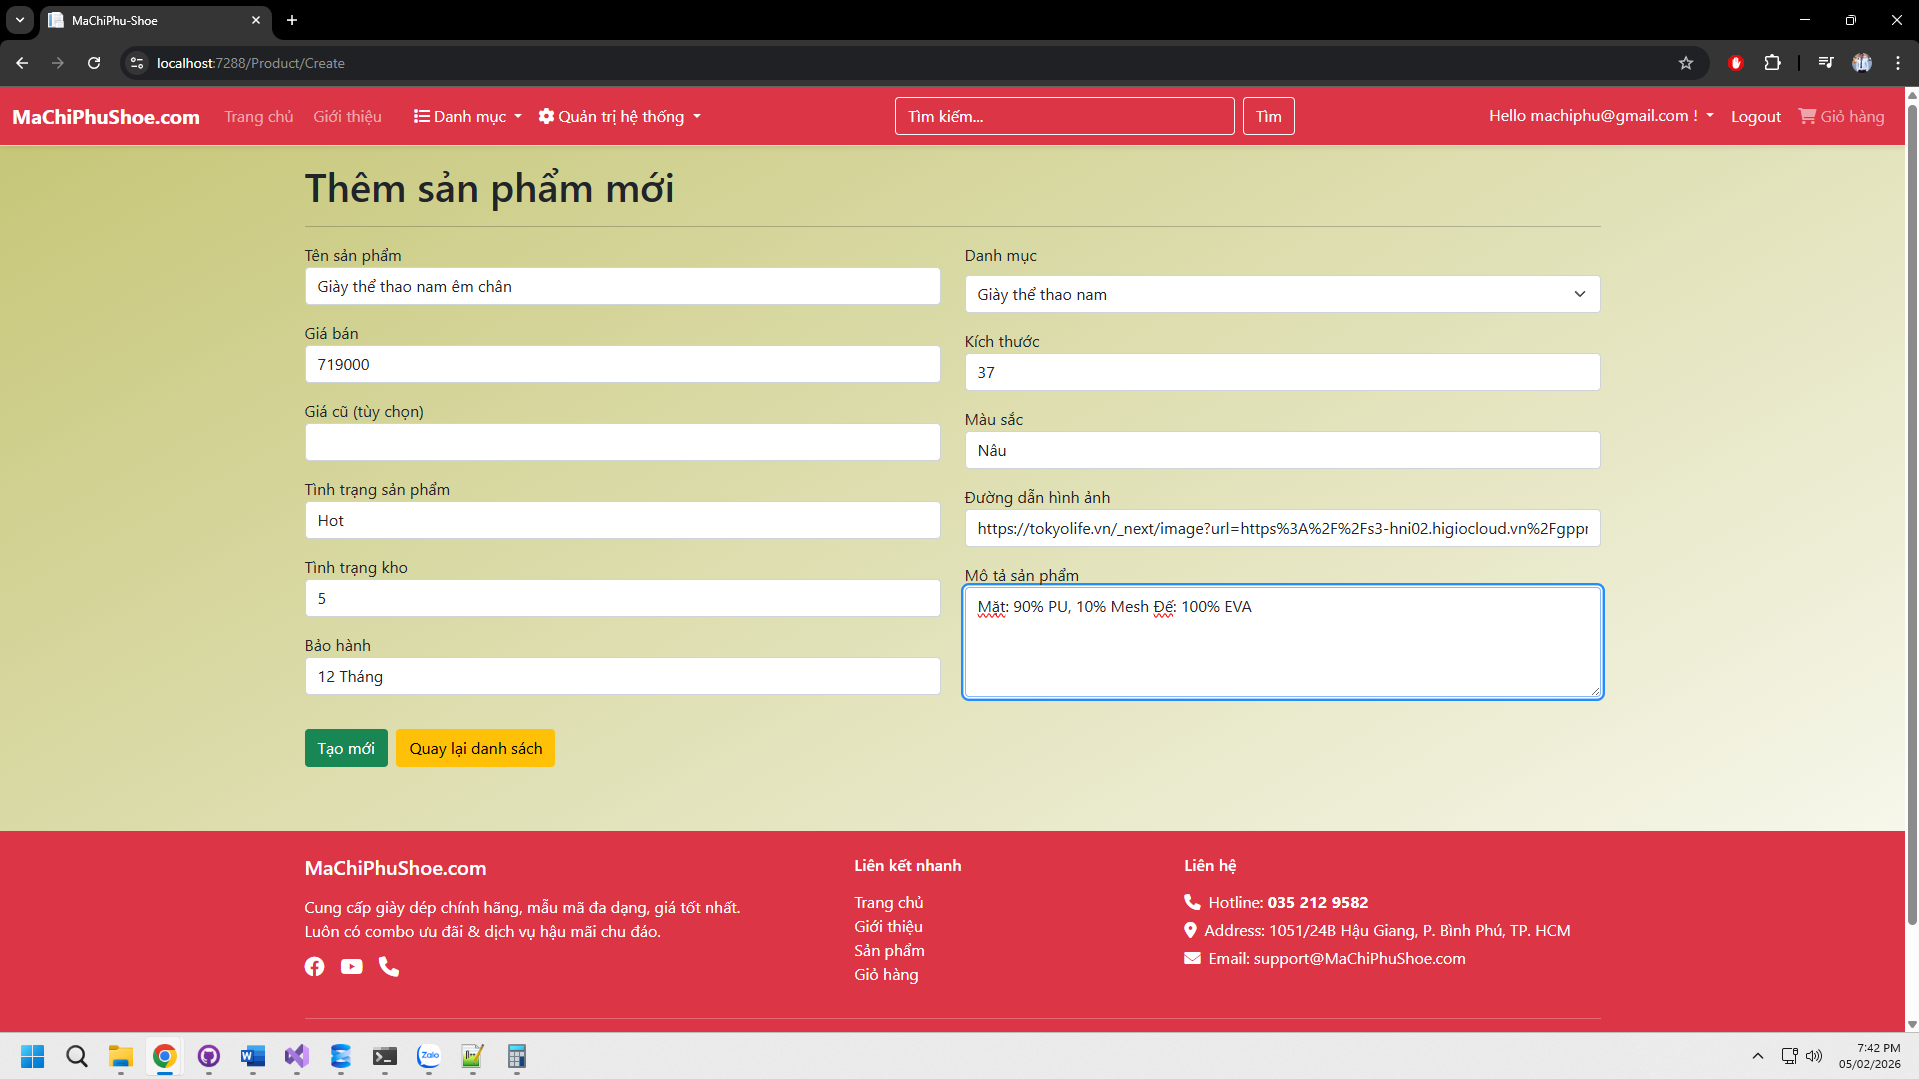 MaChiPhu-Shoe
localhost:7288/Product/Create
MaChiPhuShoe.com
Trang chủ
Giới thiệu
Danh mục
Quản trị hệ thống
Tìm kiếm...
Tìm
Hello machiphu@gmail.com !
Logout
Giỏ hàng
Thêm sản phẩm mới
Tên sản phẩm
Giày thể thao nam êm chân
Giá bán
719000
Giá cũ (tùy chọn)
Tình trạng sản phẩm
Hot
Tình trạng kho
5
Bảo hành
12 Tháng
Danh mục
Giày thể thao nam
Kích thước
37
Màu sắc
Nâu
Đường dẫn hình ảnh
https://tokyolife.vn/_next/image?url=https%3A%2F%2Fs3-hni02.higiocloud.vn%2Fgppr
Mô tả sản phẩm
Mặt: 90% PU, 10% Mesh Đế: 100% EVA
Tạo mới
Quay lại danh sách
MaChiPhuShoe.com
Cung cấp giày dép chính hãng, mẫu mã đa dạng, giá tốt nhất.
Luôn có combo ưu đãi & dịch vụ hậu mãi chu đáo.
Liên kết nhanh
Trang chủ
Giới thiệu
Sản phẩm
Giỏ hàng
Liên hệ
Hotline: 035 212 9582
Address: 1051/24B Hậu Giang, P. Bình Phú, TP. HCM
Email: support@MaChiPhuShoe.com
Zalo
7:42 PM
05/02/2026